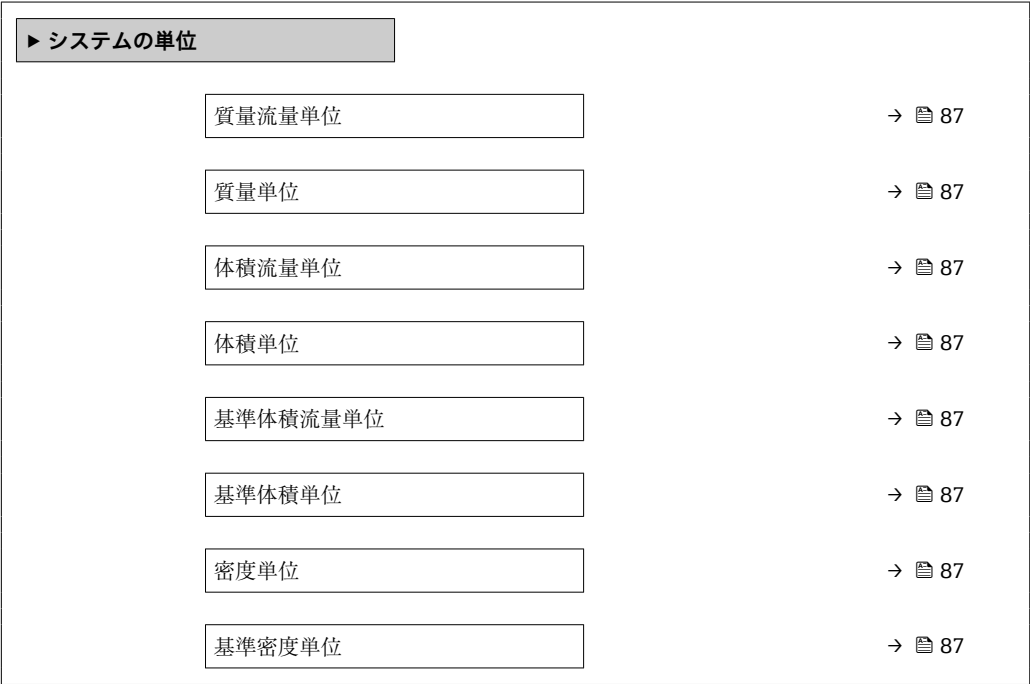 ▶ システムの単位
質量流量単位 → 🖹 87
質量単位 → 🖹 87
体積流量単位 → 🖹 87
体積単位 → 🖹 87
基準体積流量単位 → 🖹 87
基準体積単位 → 🖹 87
密度単位 → 🖹 87
基準密度単位 → 🖹 87